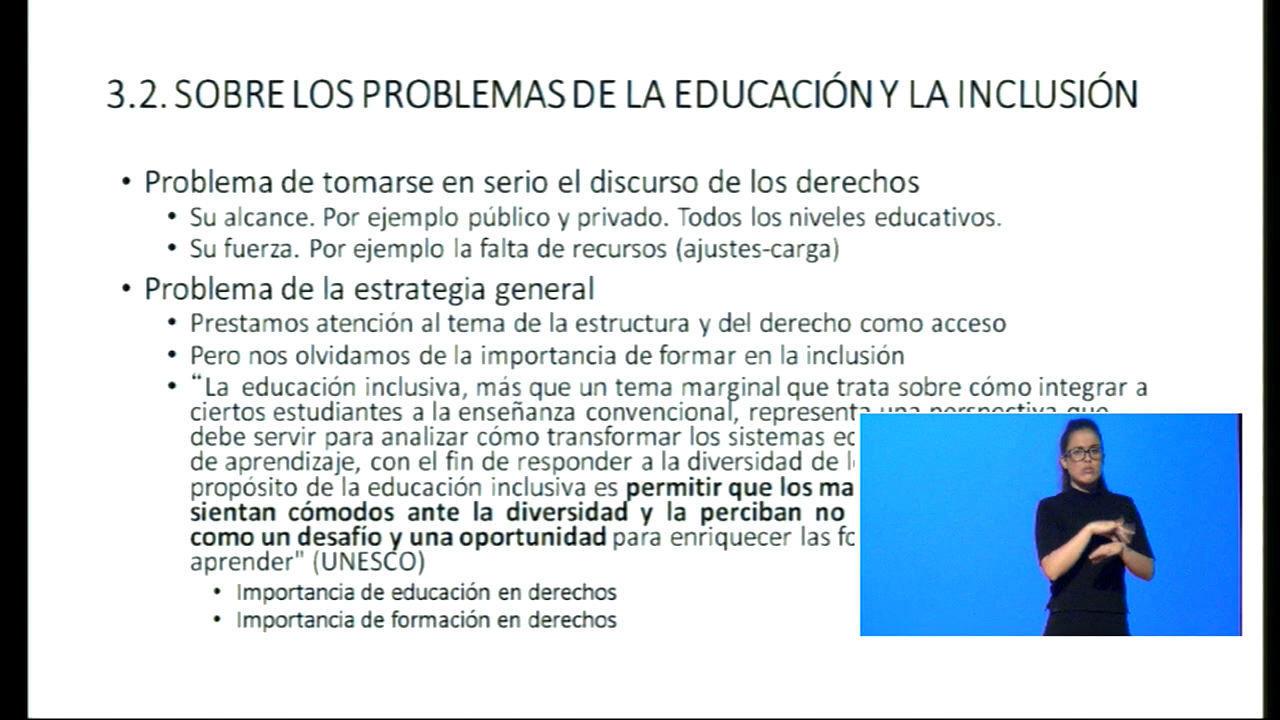 3.2. SOBRE LOS PROBLEMAS DE LA EDUCACIÓN Y LA INCLUSIÓN
• Problema de tomarse en serio el discurso de los derechos
• Su alcance. Por ejemplo público y privado. Todos los niveles educativos.
• Su fuerza. Por ejemplo la falta de recursos (ajustes-carga)
• Problema de la estrategia general
• Prestamos atención al tema de la estructura y del derecho como acceso
• Pero nos olvidamos de la importancia de formar en la inclusión
• “La educación inclusiva, más que un tema marginal que trata sobre cómo integrar a
ciertos estudiantes a la enseñanza convencional, representa una perspectiva que
debe servir para analizar cómo transformar los sistemas
de aprendizaje, con el fin de responder a la diversidad de
propósito de la educación inclusiva es permitir que los
sientan cómodos ante la diversidad y la perciban no
como un desafío y una oportunidad para enriquecer las
aprender" (UNESCO)
• Importancia de educación en derechos
• Importancia de formación en derechos